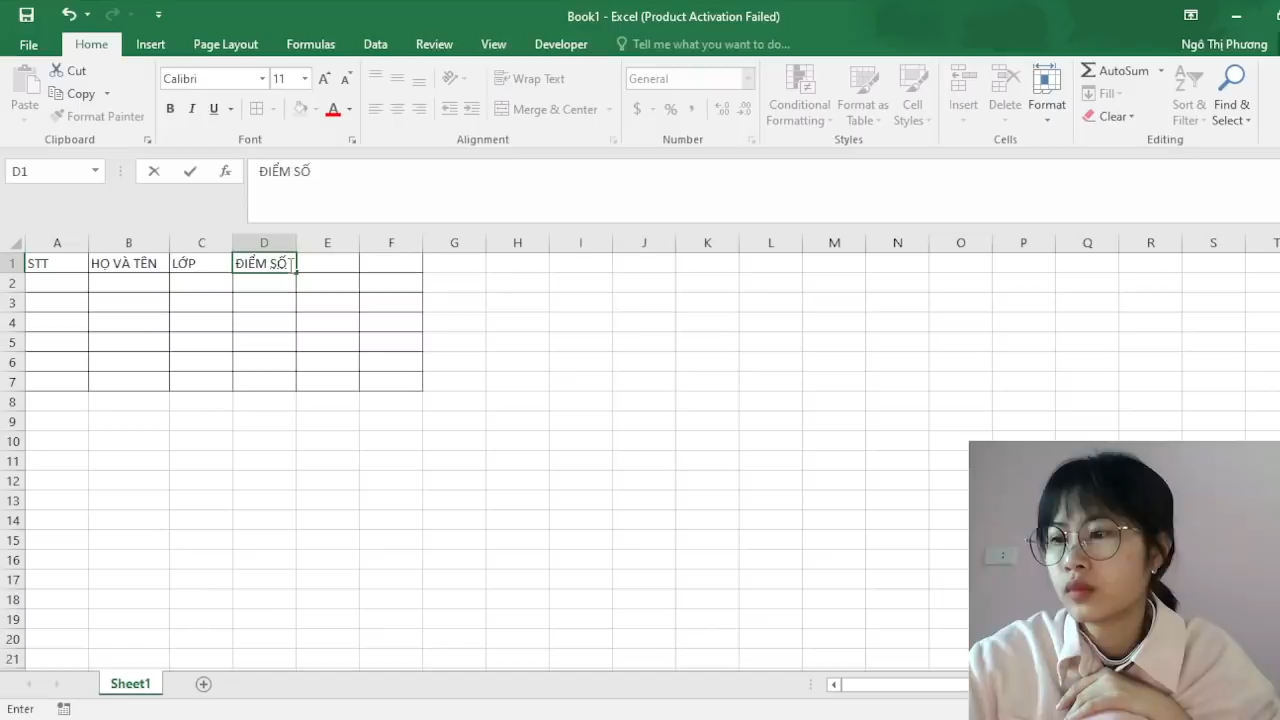 Book1 - Excel (Product Activation Failed)
File Home Insert Page Layout Formulas Data Review View Developer Tell me what you want to do... Ngô Thị Phương
Paste Cut Copy Format Painter
Clipboard
Calibri 11
B I U A
Font
Wrap Text
Merge & Center
Alignment
General
$ % ,
Number
Conditional Formatting Format as Table Cell Styles
Styles
Insert Delete Format
Cells
AutoSum Fill Clear Sort & Filter Find & Select
Editing
D1 fx ĐIỂM SỐ
A B C D E F G H I J K L M N O P Q R S T
1 STT HỌ VÀ TÊN LỚP ĐIỂM SỐ
2
3
4
5
6
7
8
9
10
11
12
13
14
15
16
17
18
19
20
21
Sheet1
Enter